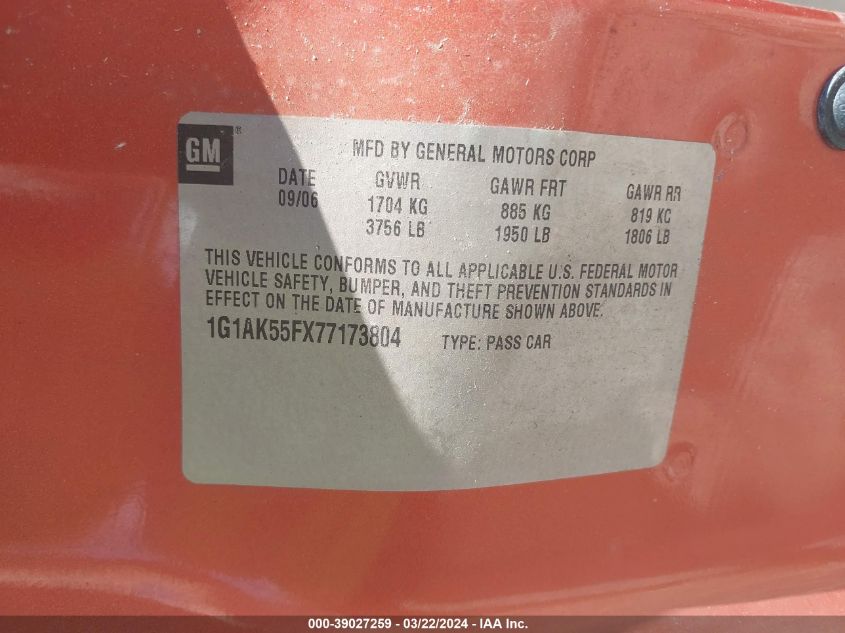 GM ®
MFD BY GENERAL MOTORS CORP
DATE GVWR GAWR FRT GAWR RR
09/06 1704 KG 885 KG 819 KG
3756 LB 1950 LB 1806 LB
THIS VEHICLE CONFORMS TO ALL APPLICABLE U.S. FEDERAL MOTOR
VEHICLE SAFETY, BUMPER, AND THEFT PREVENTION STANDARDS IN
EFFECT ON THE DATE OF MANUFACTURE SHOWN ABOVE.
1G1AK55FX77173804 TYPE: PASS CAR
000-39027259 - 03/22/2024 - IAA Inc.